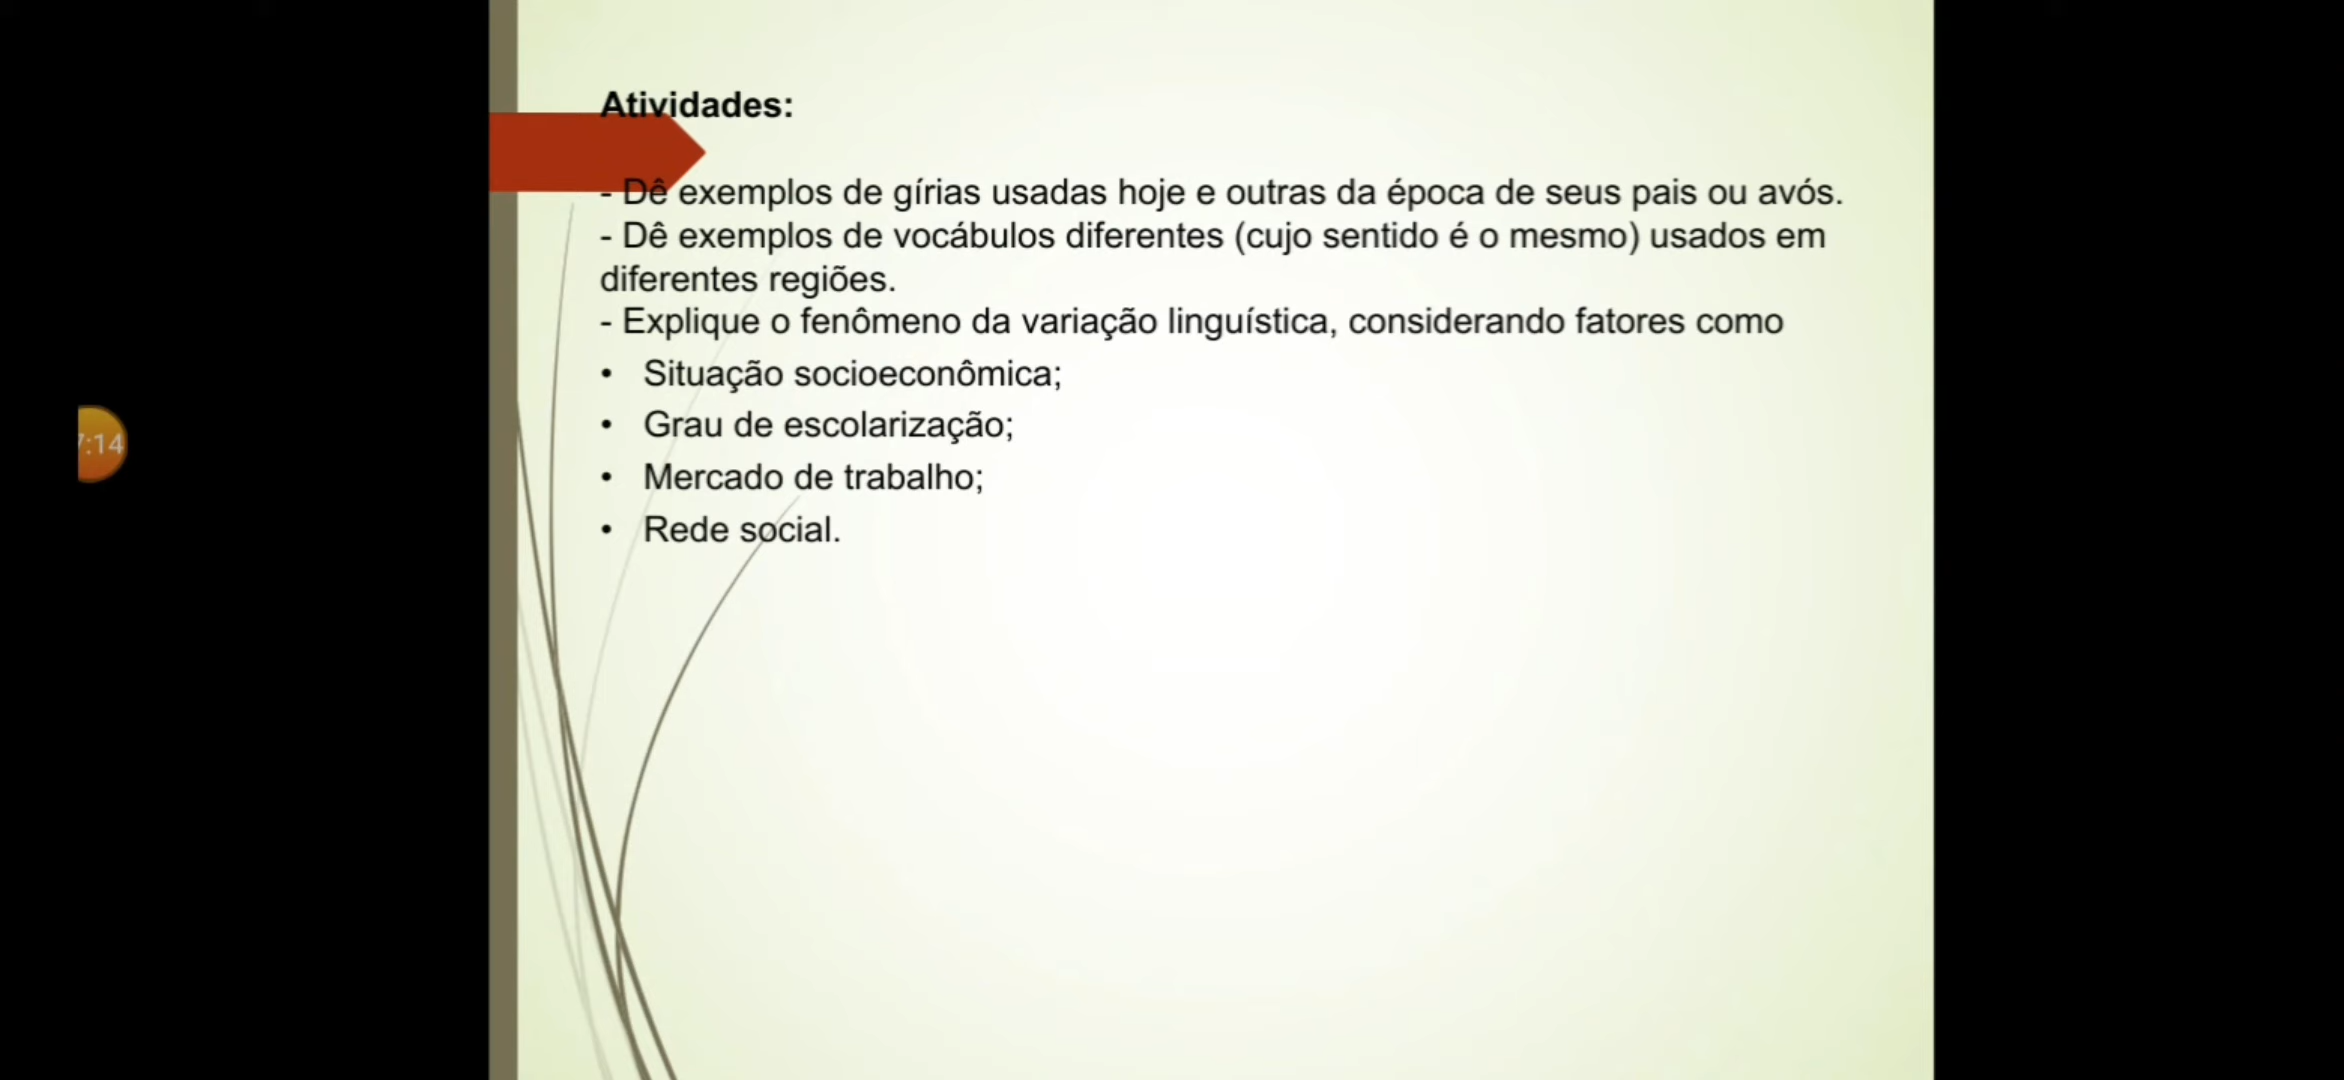 Atividades:
- Dê exemplos de gírias usadas hoje e outras da época de seus pais ou avós.
- Dê exemplos de vocábulos diferentes (cujo sentido é o mesmo) usados em
diferentes regiões.
- Explique o fenômeno da variação linguística, considerando fatores como
• Situação socioeconômica;
• Grau de escolarização;
• Mercado de trabalho;
• Rede social.
7:14